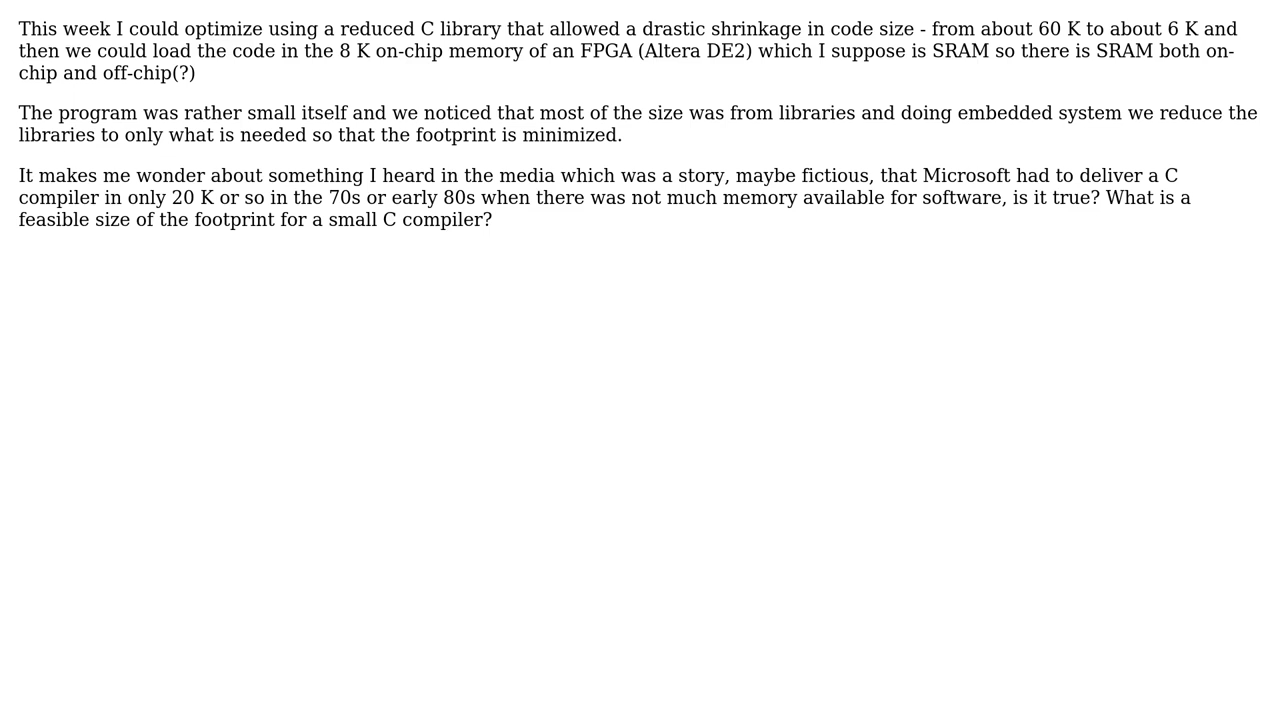 This week I could optimize using a reduced C library that allowed a drastic shrinkage in code size - from about 60 K to about 6 K and
then we could load the code in the 8 K on-chip memory of an FPGA (Altera DE2) which I suppose is SRAM so there is SRAM both on-
chip and off-chip(?)
The program was rather small itself and we noticed that most of the size was from libraries and doing embedded system we reduce the
libraries to only what is needed so that the footprint is minimized.
It makes me wonder about something I heard in the media which was a story, maybe fictious, that Microsoft had to deliver a C
compiler in only 20 K or so in the 70s or early 80s when there was not much memory available for software, is it true? What is a
feasible size of the footprint for a small C compiler?